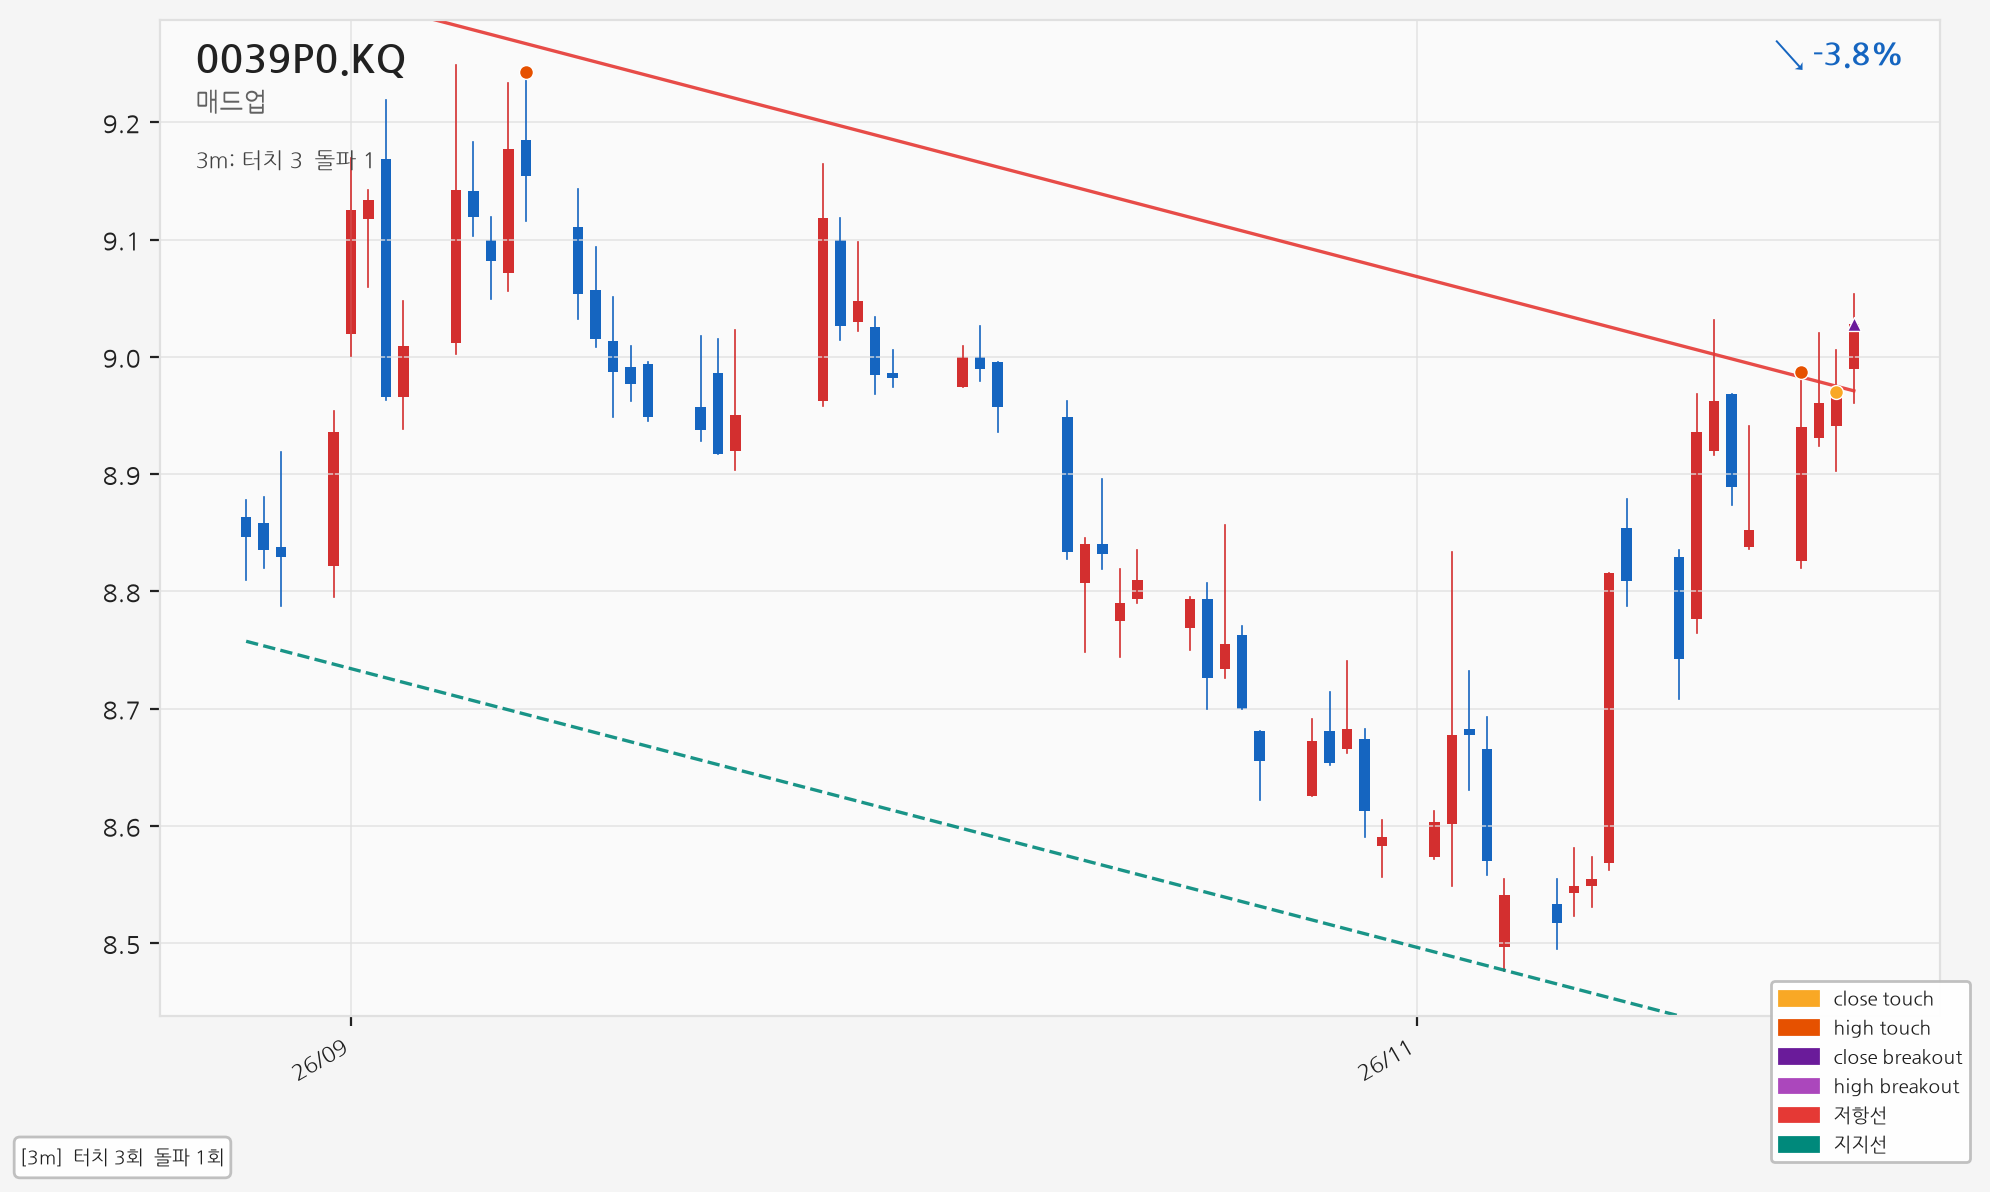 0039P0.KQ
매드업
3m: 터치 3  돌파 1
-3.8%
9.2
9.1
9.0
8.9
8.8
8.7
8.6
8.5
26/09
26/11
close touch
high touch
close breakout
high breakout
저항선
지지선
[3m]  터치 3회  돌파 1회